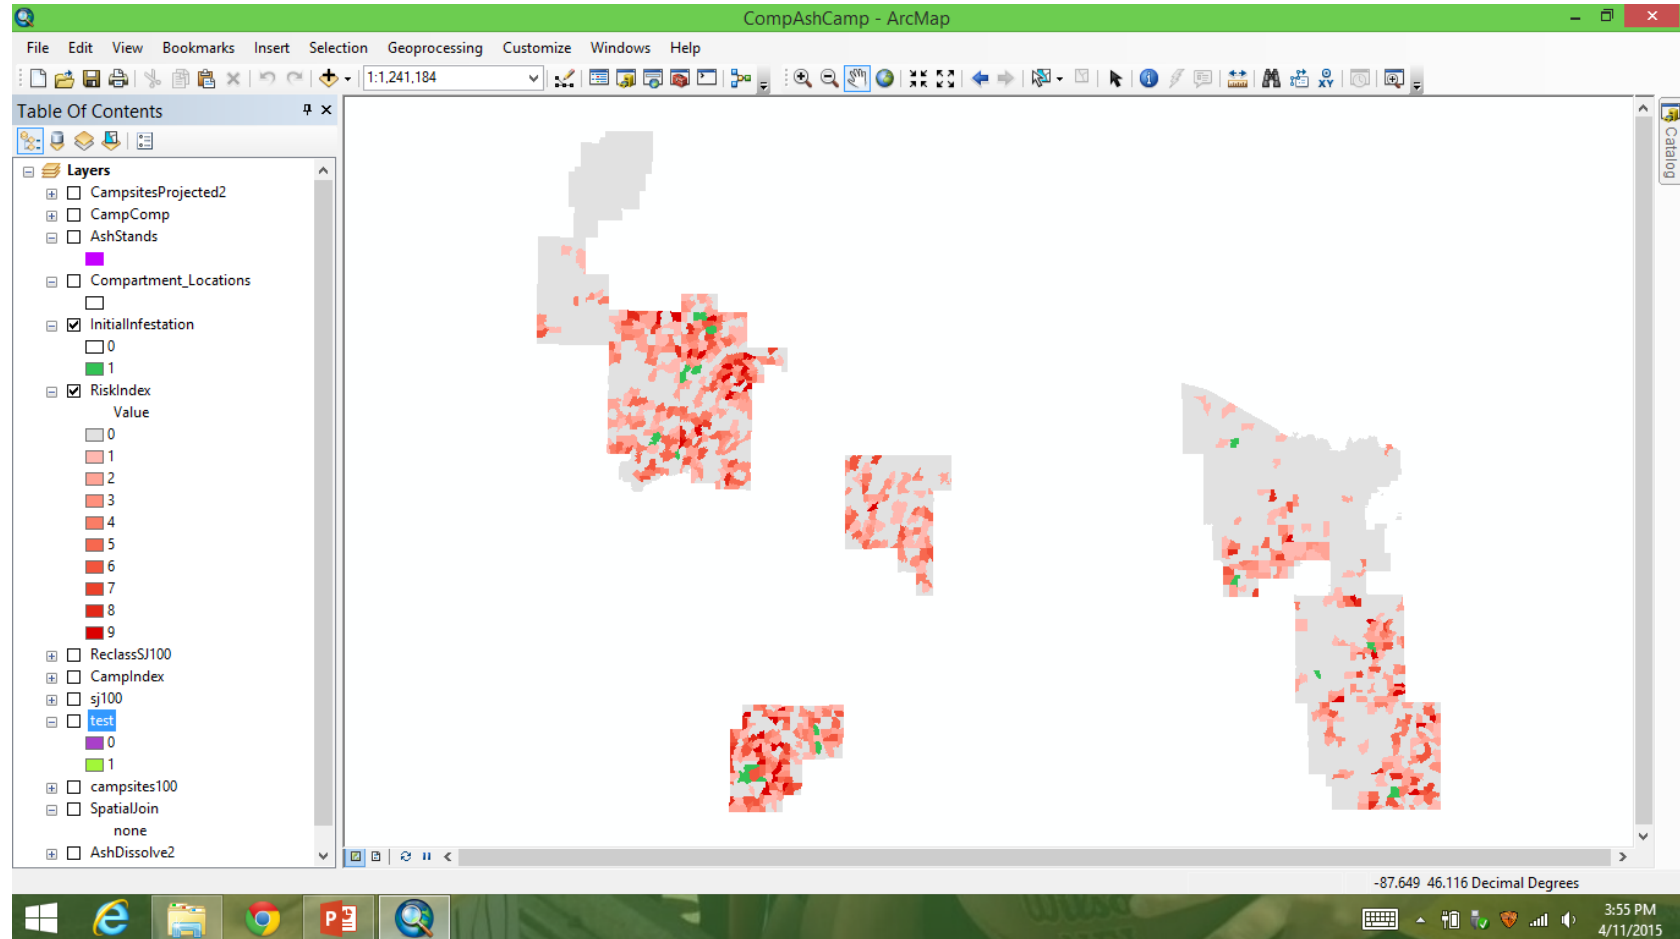 CompAshCamp - ArcMap
File Edit View Bookmarks Insert Selection Geoprocessing Customize Windows Help
1:1,241,184
Table Of Contents
Catalog
Layers
CampsitesProjected2
CampComp
AshStands
Compartment_Locations
InitialInfestation
0
1
RiskIndex
Value
0
1
2
3
4
5
6
7
8
9
ReclassSJ100
CampIndex
sj100
test
0
1
campsites100
SpatialJoin
none
AshDissolve2
-87.649 46.116 Decimal Degrees
3:55 PM
4/11/2015